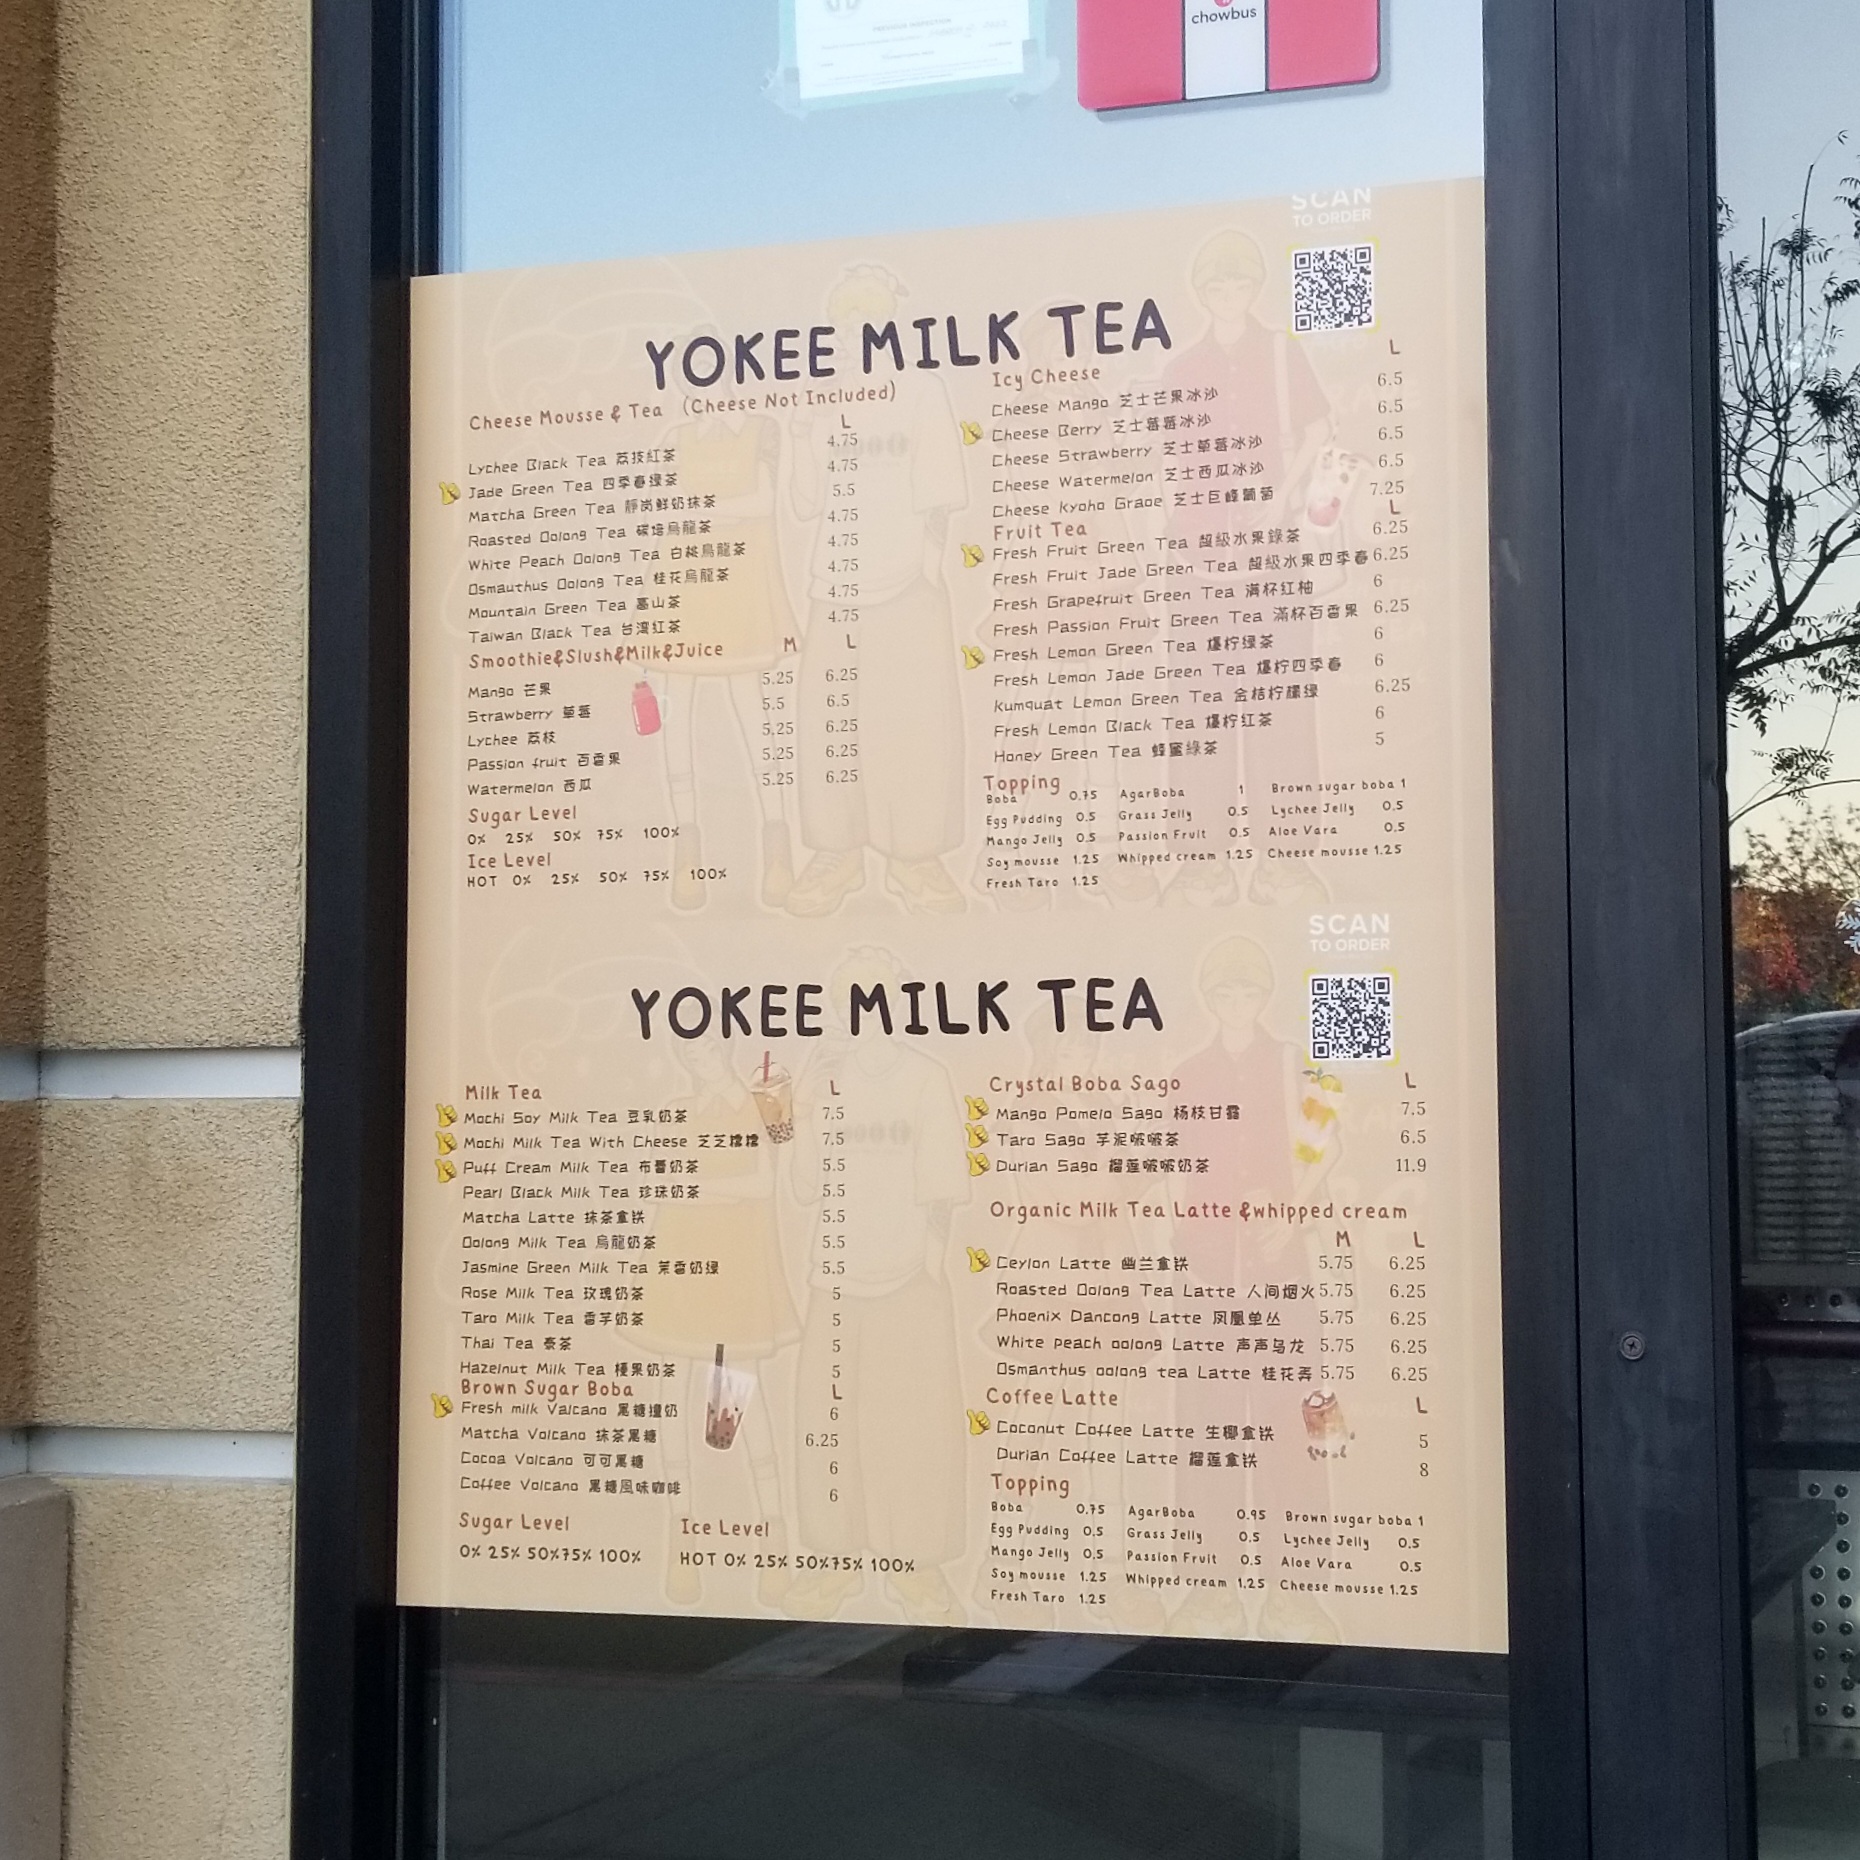 PREVIOUS INSPECTION
chowbus
SCAN
TO ORDER
YOKEE MILK TEA
Cheese Mousse & Tea (Cheese Not Included)
L
Lychee Black Tea 荔技紅茶 4.75
Jade Green Tea 四季春绿茶 4.75
Matcha Green Tea 靜岗鲜奶抹茶 5.5
Roasted Oolong Tea 碳培烏龍茶 4.75
White Peach Oolong Tea 白桃烏龍茶 4.75
Osmauthus Oolong Tea 桂花烏龍茶 4.75
Mountain Green Tea 高山茶 4.75
Taiwan Black Tea 台湾紅茶 4.75
Smoothie&Slush&Milk&Juice M L
Mango 芒果 5.25 6.25
Strawberry 草莓 5.5 6.5
Lychee 荔枝 5.25 6.25
Passion fruit 百香果 5.25 6.25
Watermelon 西瓜 5.25 6.25
Sugar Level
0% 25% 50% 75% 100%
Ice Level
HOT 0% 25% 50% 75% 100%
Icy Cheese L
Cheese Mango 芝士芒果冰沙 6.5
Cheese Berry 芝士莓莓冰沙 6.5
Cheese Strawberry 芝士草莓冰沙 6.5
Cheese Watermelon 芝士西瓜冰沙 6.5
Cheese Kyoho Grape 芝士巨峰葡萄 7.25
Fruit Tea L
Fresh Fruit Green Tea 超級水果綠茶 6.25
Fresh Fruit Jade Green Tea 超級水果四季春 6.25
Fresh Grapefruit Green Tea 满杯红柚 6
Fresh Passion Fruit Green Tea 滿杯百香果 6.25
Fresh Lemon Green Tea 爆柠绿茶 6
Fresh Lemon Jade Green Tea 爆柠四季春 6
Kumquat Lemon Green Tea 金桔柠檬绿 6.25
Fresh Lemon Black Tea 爆柠红茶 6
Honey Green Tea 蜂蜜綠茶 5
Topping
Boba 0.75 AgarBoba 1 Brown sugar boba 1
Egg Pudding 0.5 Grass Jelly 0.5 Lychee Jelly 0.5
Mango Jelly 0.5 Passion Fruit 0.5 Aloe Vara 0.5
Soy mousse 1.25 Whipped cream 1.25 Cheese mousse 1.25
Fresh Taro 1.25
SCAN
TO ORDER
YOKEE MILK TEA
Milk Tea L
Mochi Soy Milk Tea 豆乳奶茶 7.5
Mochi Milk Tea With Cheese 芝芝糯糯 7.5
Puff Cream Milk Tea 布蕾奶茶 5.5
Pearl Black Milk Tea 珍珠奶茶 5.5
Matcha Latte 抹茶拿铁 5.5
Oolong Milk Tea 烏龍奶茶 5.5
Jasmine Green Milk Tea 茉香奶绿 5.5
Rose Milk Tea 玫瑰奶茶 5
Taro Milk Tea 香芋奶茶 5
Thai Tea 泰茶 5
Hazelnut Milk Tea 榛果奶茶 5
Brown Sugar Boba L
Fresh milk Valcano 黑糖撞奶 6
Matcha Volcano 抹茶黑糖 6.25
Cocoa Volcano 可可黑糖 6
Coffee Volcano 黑糖風味咖啡 6
Sugar Level
0% 25% 50% 75% 100%
Ice Level
HOT 0% 25% 50% 75% 100%
Crystal Boba Sago L
Mango Pomelo Sago 杨枝甘露 7.5
Taro Sago 芋泥啵啵茶 6.5
Durian Sago 榴莲啵啵奶茶 11.9
Organic Milk Tea Latte &whipped cream
M L
Ceylon Latte 幽兰拿铁 5.75 6.25
Roasted Oolong Tea Latte 人间烟火 5.75 6.25
Phoenix Dancong Latte 凤凰单丛 5.75 6.25
White peach oolong Latte 声声乌龙 5.75 6.25
Osmanthus oolong tea Latte 桂花弄 5.75 6.25
Coffee Latte L
Coconut Coffee Latte 生椰拿铁 5
Durian Coffee Latte 榴莲拿铁 8
Topping
Boba 0.75 AgarBoba 0.95 Brown sugar boba 1
Egg Pudding 0.5 Grass Jelly 0.5 Lychee Jelly 0.5
Mango Jelly 0.5 Passion Fruit 0.5 Aloe Vara 0.5
Soy mousse 1.25 Whipped cream 1.25 Cheese mousse 1.25
Fresh Taro 1.25